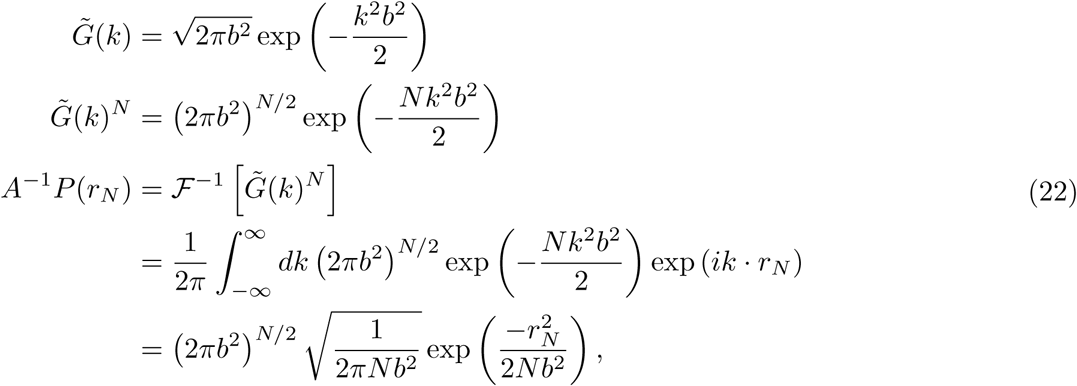 G̃(k) = √(2πb²) exp(−k²b²/2)
G̃(k)^N = (2πb²)^{N/2} exp(−Nk²b²/2)
A⁻¹P(r_N) = ℱ⁻¹[G̃(k)^N] (22)
= 1/(2π) ∫_{−∞}^{∞} dk (2πb²)^{N/2} exp(−Nk²b²/2) exp(ik · r_N)
= (2πb²)^{N/2} √(1/(2πNb²)) exp(−r_N²/(2Nb²)),